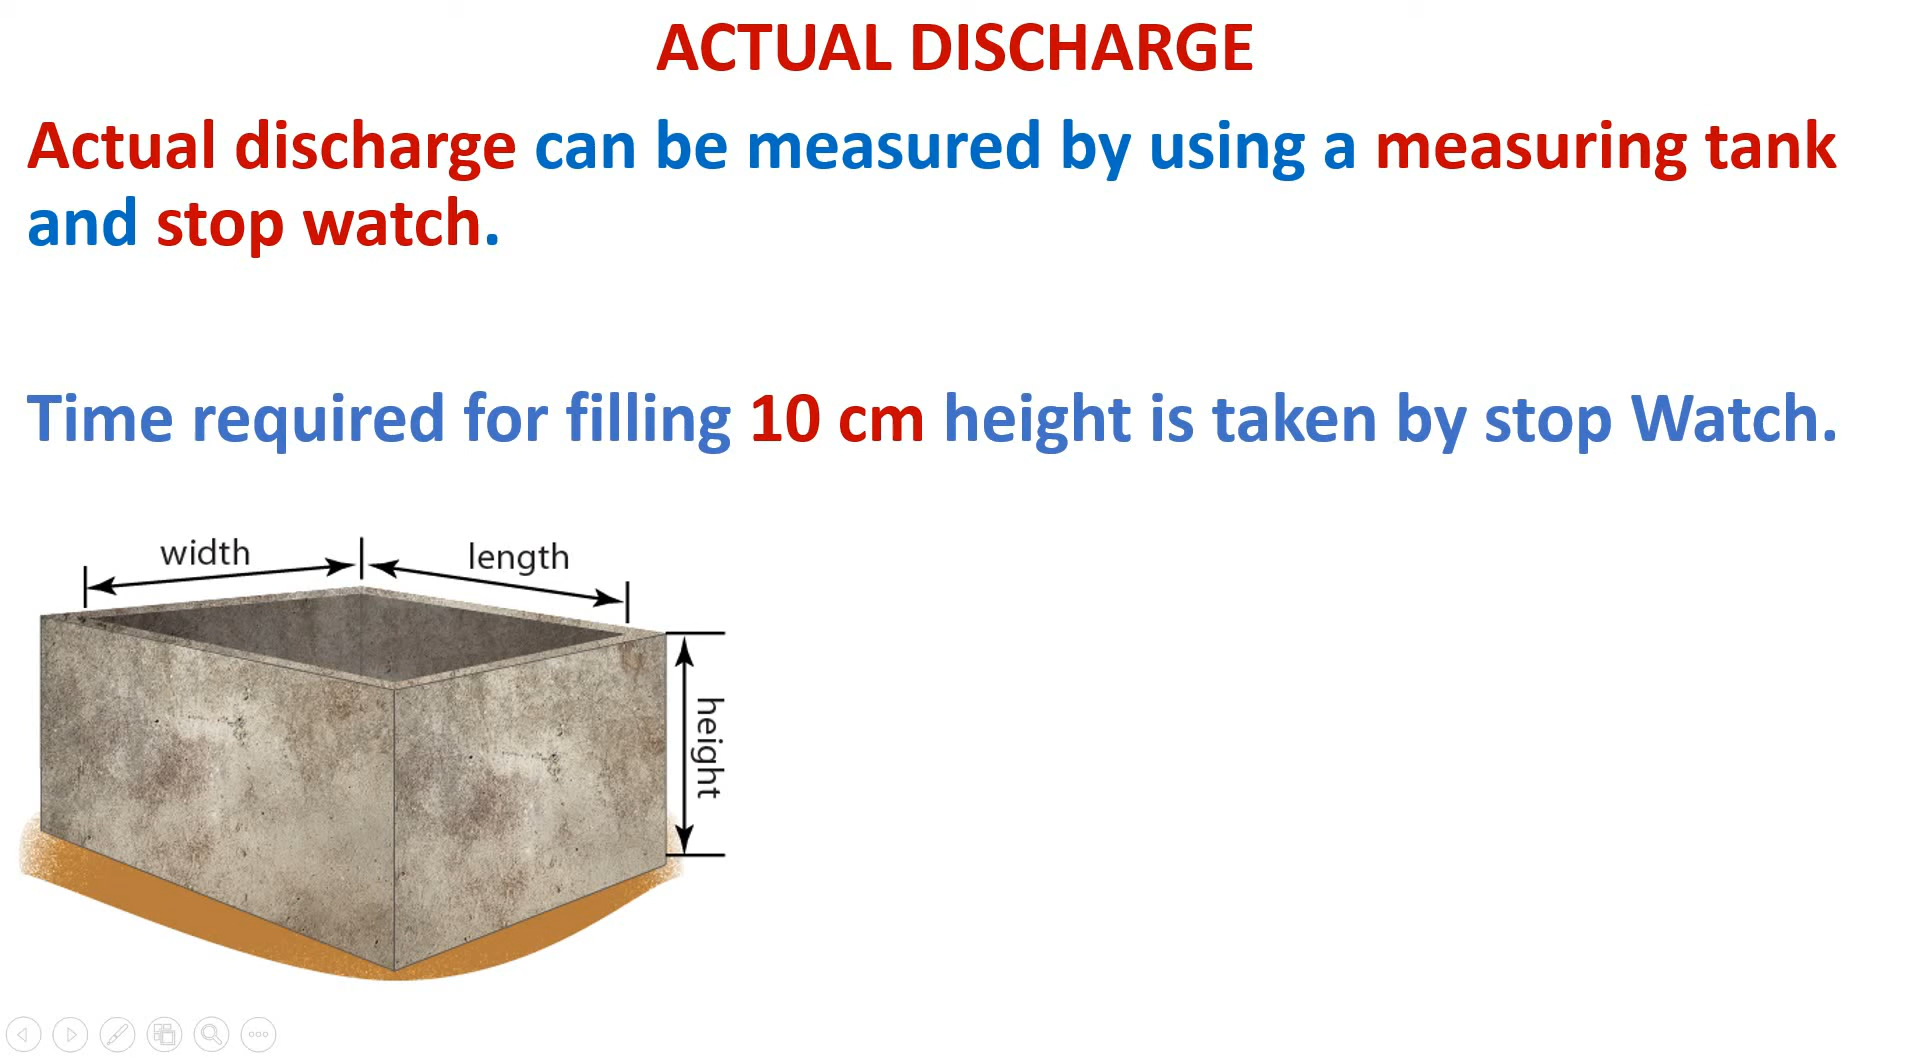 ACTUAL DISCHARGE
Actual discharge can be measured by using a measuring tank
and stop watch.
Time required for filling 10 cm height is taken by stop Watch.
width
length
height